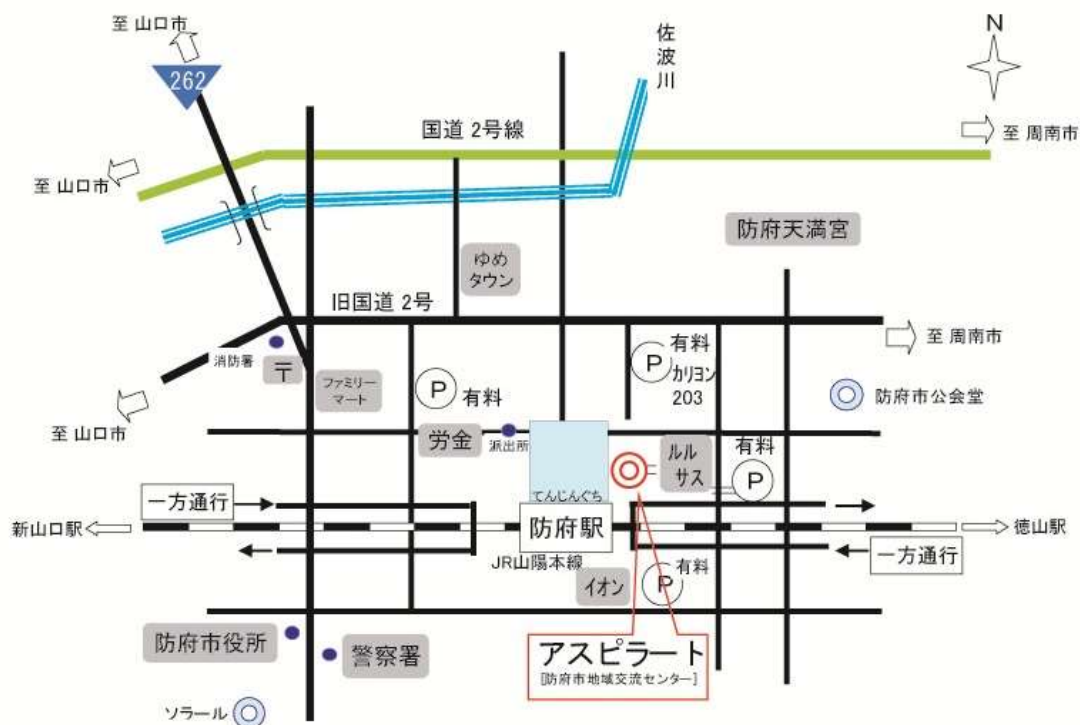 至 山口市
262
佐波川
N
国道 2号線
至 周南市
至 山口市
防府天満宮
ゆめ
タウン
旧国道 2号
至 周南市
消防署
〒
ファミリー
マート
P
有料
P
有料
カリヨン
203
防府市公会堂
至 山口市
労金
派出所
ルル
サス
有料
P
一方通行
てんじんぐち
新山口駅
防府駅
徳山駅
JR山陽本線
一方通行
イオン
P
有料
防府市役所
警察署
アスピラート
[防府市地域交流センター]
ソラール